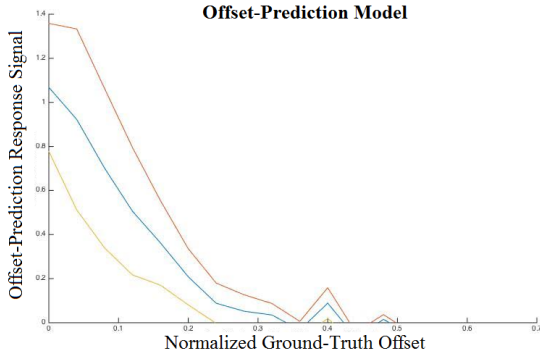 Offset-Prediction Model
Offset-Prediction Response Signal
1.4
1.2
1
0.8
0.6
0.4
0.2
0
0 0.1 0.2 0.3 0.4 0.5 0.6 0.7
Normalized Ground-Truth Offset